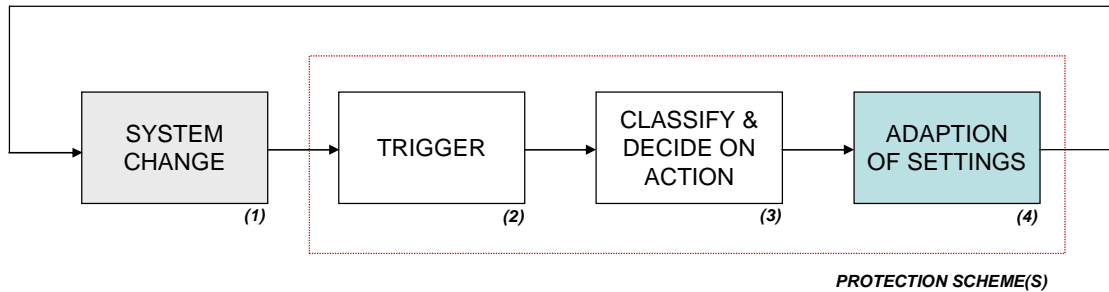 SYSTEM
CHANGE
(1)
TRIGGER
(2)
CLASSIFY &
DECIDE ON
ACTION
(3)
ADAPTION
OF SETTINGS
(4)
PROTECTION SCHEME(S)